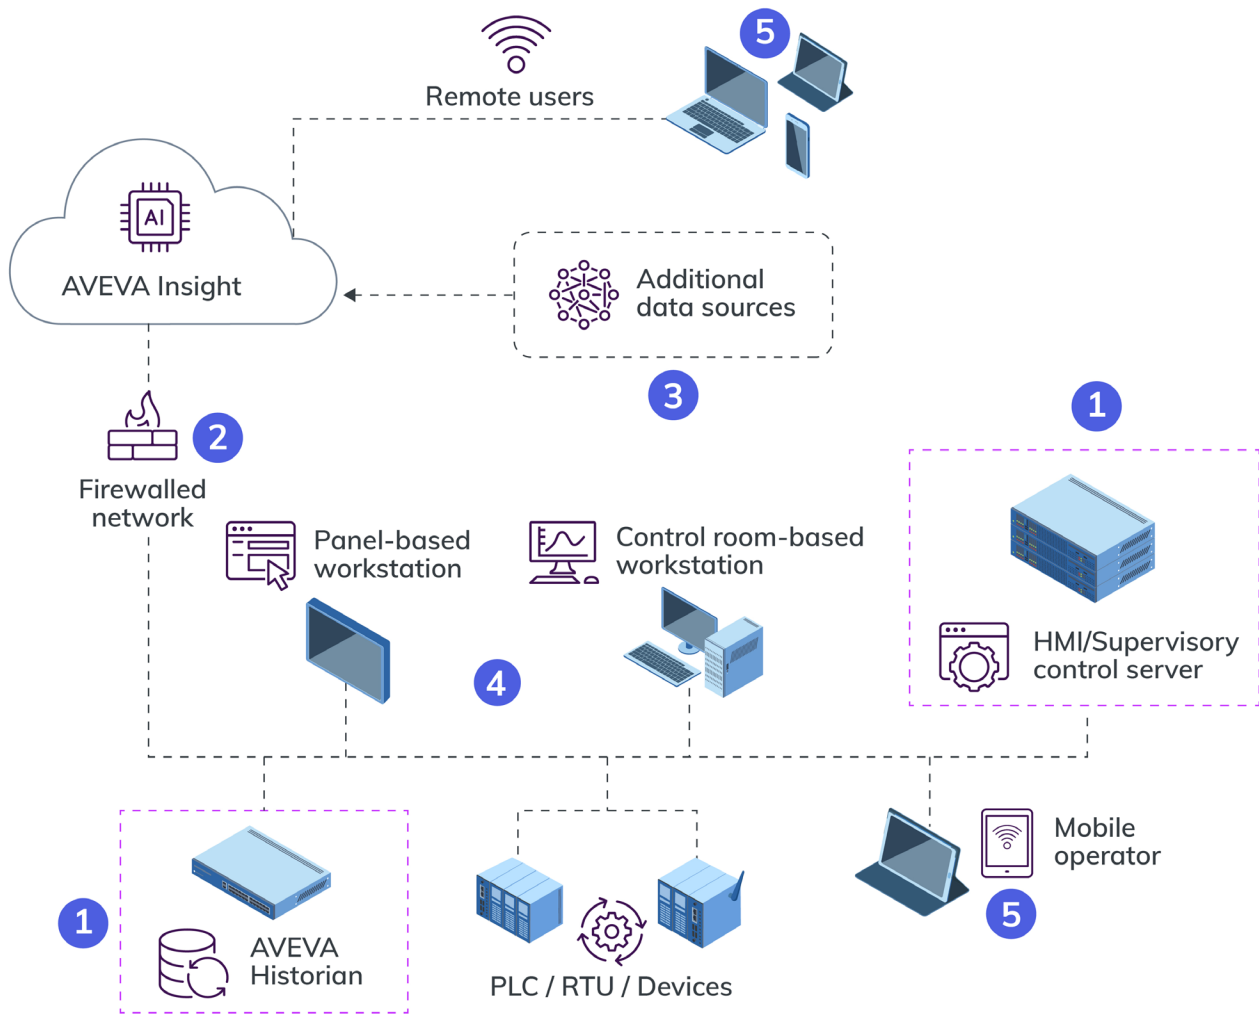 5
Remote users
AI
AVEVA Insight
Additional
data sources
3
1
2
Firewalled
network
Panel-based
workstation
Control room-based
workstation
HMI/Supervisory
control server
4
Mobile
operator
5
1
AVEVA
Historian
PLC / RTU / Devices